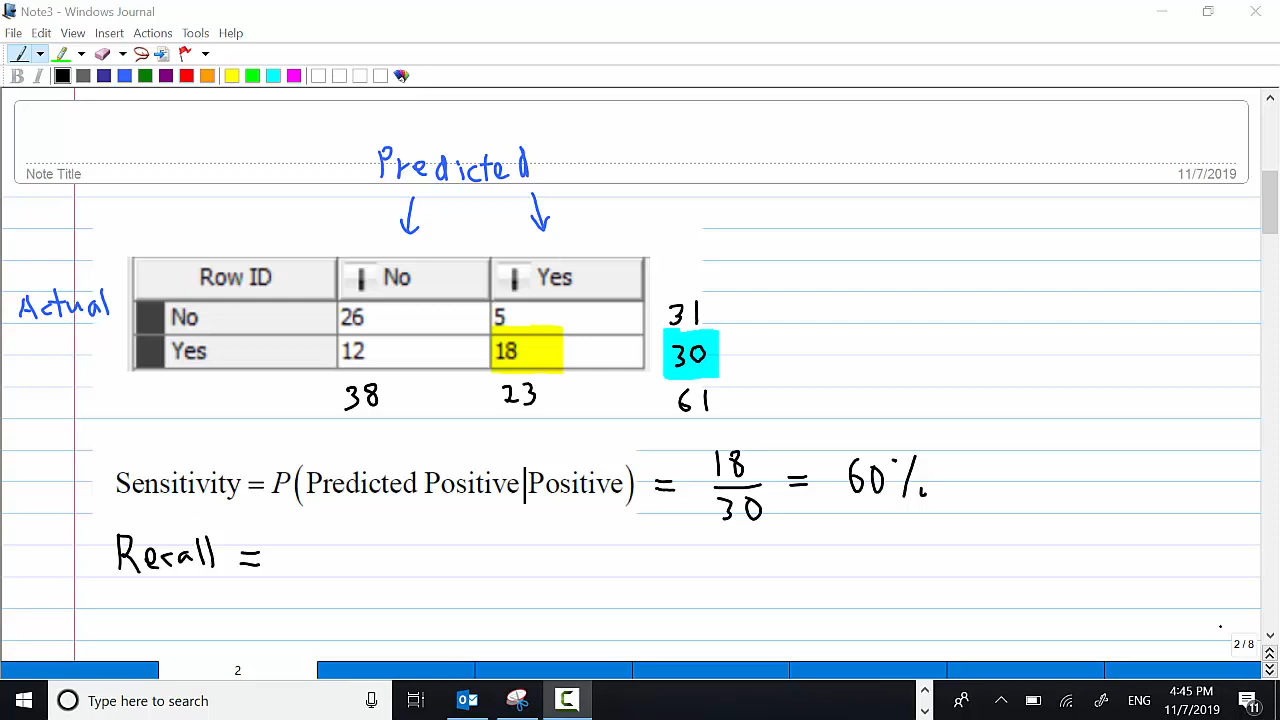 Note3 - Windows Journal
File Edit View Insert Actions Tools Help
B I
Predicted
Note Title
11/7/2019
Row ID No Yes
Actual
No 26 5 31
Yes 12 18 30
38 23 61
Sensitivity = P(Predicted Positive|Positive) = 18/30 = 60%
Recall =
2 / 8
2
Type here to search
ENG
4:45 PM
11/7/2019
11